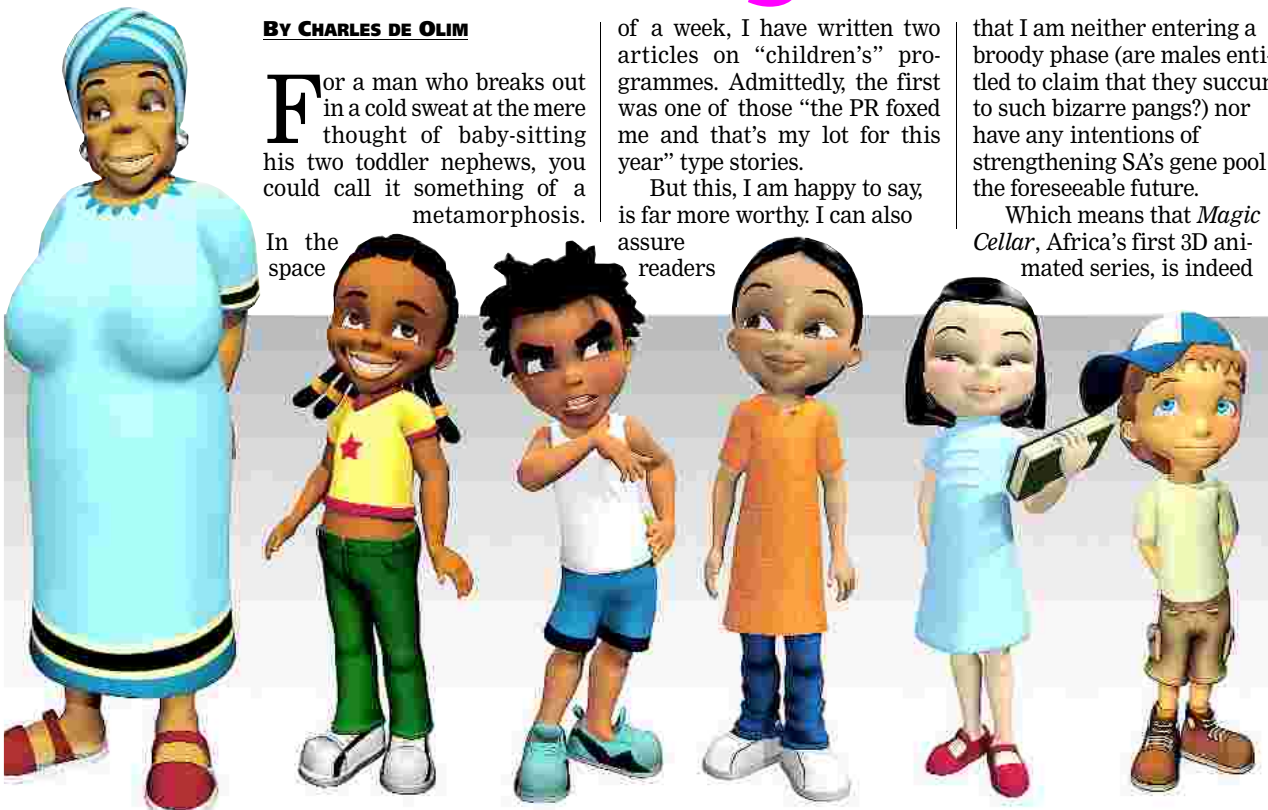 BY CHARLES DE OLIM
For a man who breaks out
in a cold sweat at the mere
thought of baby-sitting
his two toddler nephews, you
could call it something of a
metamorphosis.
In the
space
of a week, I have written two
articles on “children’s” pro-
grammes. Admittedly, the first
was one of those “the PR foxed
me and that’s my lot for this
year” type stories.
But this, I am happy to say,
is far more worthy. I can also
assure
readers
that I am neither entering a
broody phase (are males enti-
tled to claim that they
to such bizarre pangs?) nor
have any intentions of
strengthening SA’s gene pool
the foreseeable future.
Which means that Magic
Cellar, Africa’s first 3D ani-
mated series, is indeed